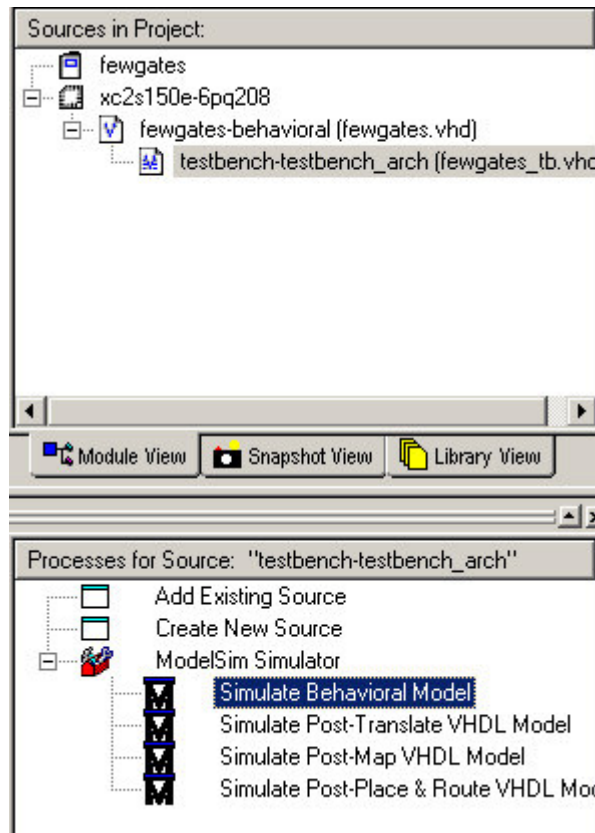 Sources in Project:
fewgates
xc2s150e-6pq208
fewgates-behavioral (fewgates.vhd)
testbench-testbench_arch (fewgates_tb.vhd
Module View Snapshot View Library View
Processes for Source: "testbench-testbench_arch"
Add Existing Source
Create New Source
ModelSim Simulator
Simulate Behavioral Model
Simulate Post-Translate VHDL Model
Simulate Post-Map VHDL Model
Simulate Post-Place & Route VHDL